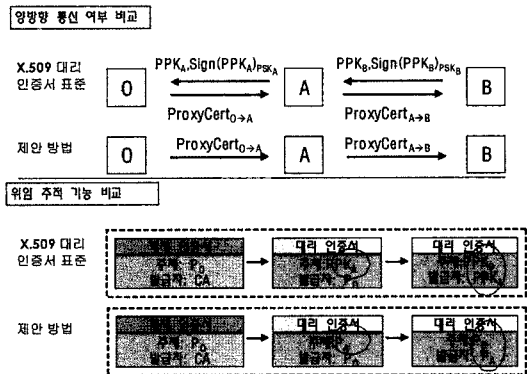 양방향 통신 여부 비교
X.509 대리
인증서 표준
O
PPK_A,Sign(PPK_A)_PSK_A
ProxyCert_O→A
A
PPK_B,Sign(PPK_B)_PSK_B
ProxyCert_A→B
B
제안 방법
O
ProxyCert_O→A
A
ProxyCert_A→B
B
위임 추적 기능 비교
X.509 대리
인증서 표준
주체: P_O
발급자: CA
대리 인증서
주체: PPK_A
대리 인증서
제안 방법
주체: P_O
발급자: CA
대리 인증서
대리 인증서